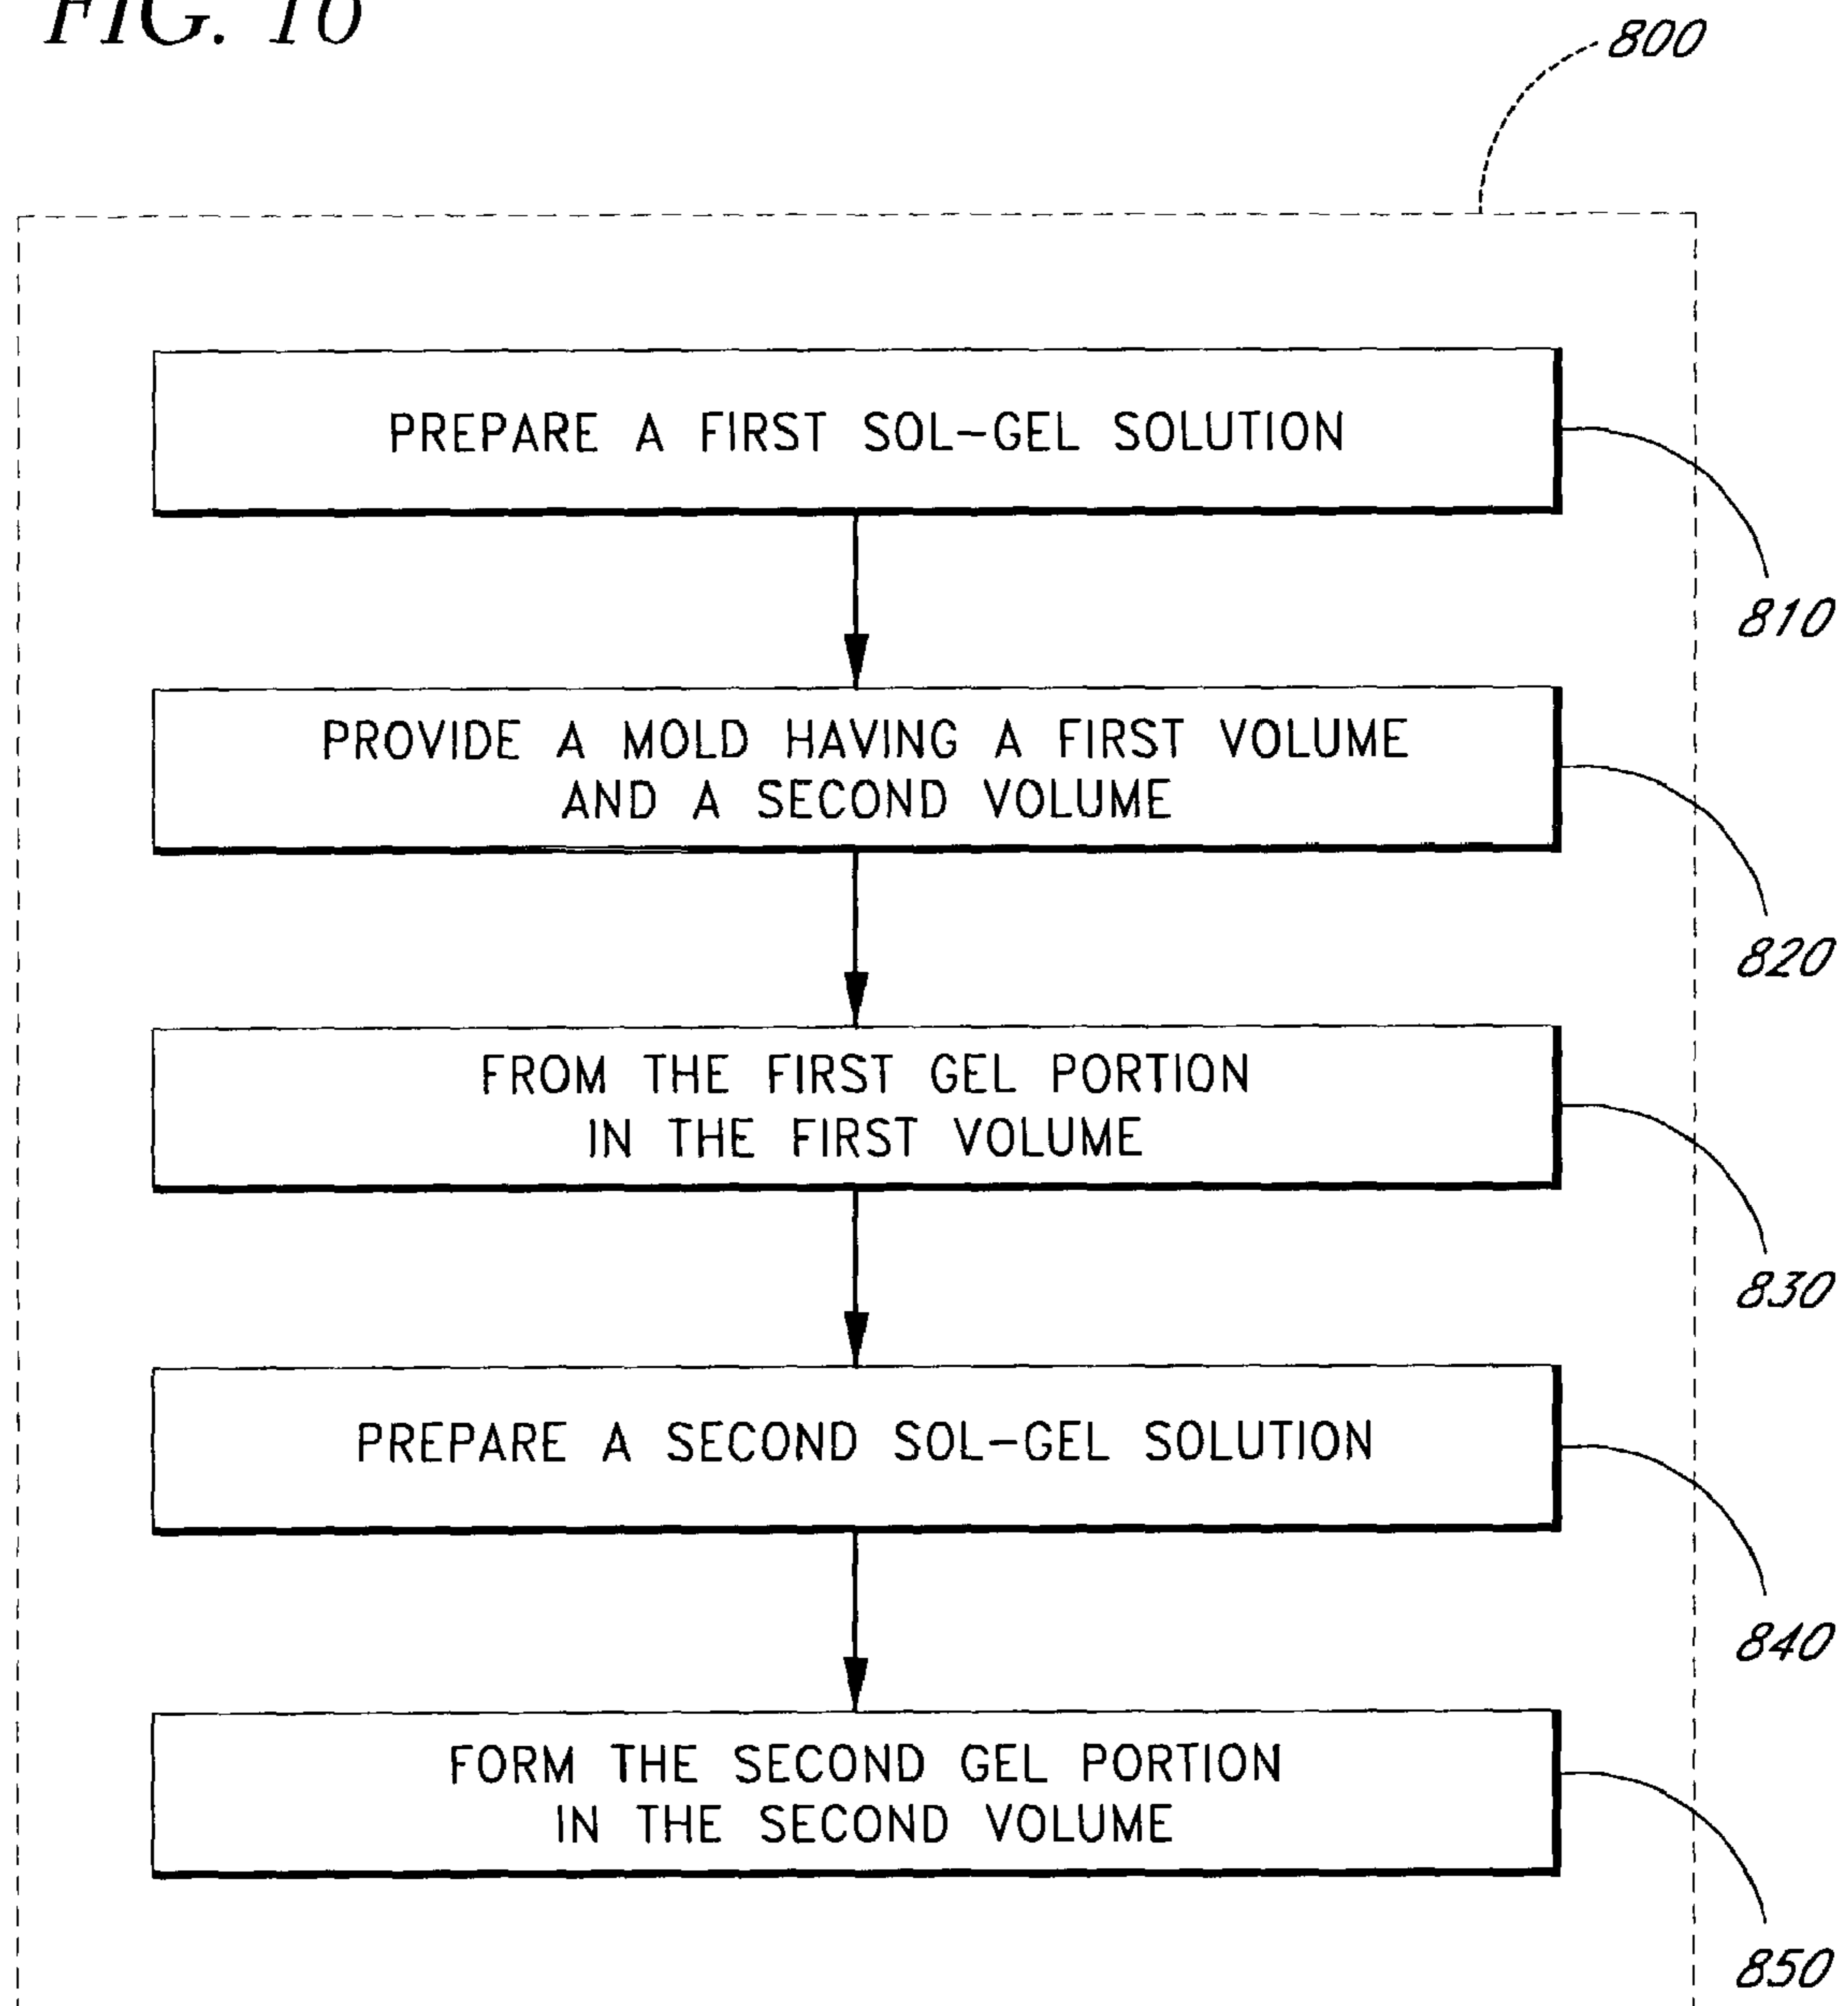 FIG. 10
800
PREPARE A FIRST SOL-GEL SOLUTION
810
PROVIDE A MOLD HAVING A FIRST VOLUME
AND A SECOND VOLUME
820
FROM THE FIRST GEL PORTION
IN THE FIRST VOLUME
830
PREPARE A SECOND SOL-GEL SOLUTION
840
FORM THE SECOND GEL PORTION
IN THE SECOND VOLUME
850